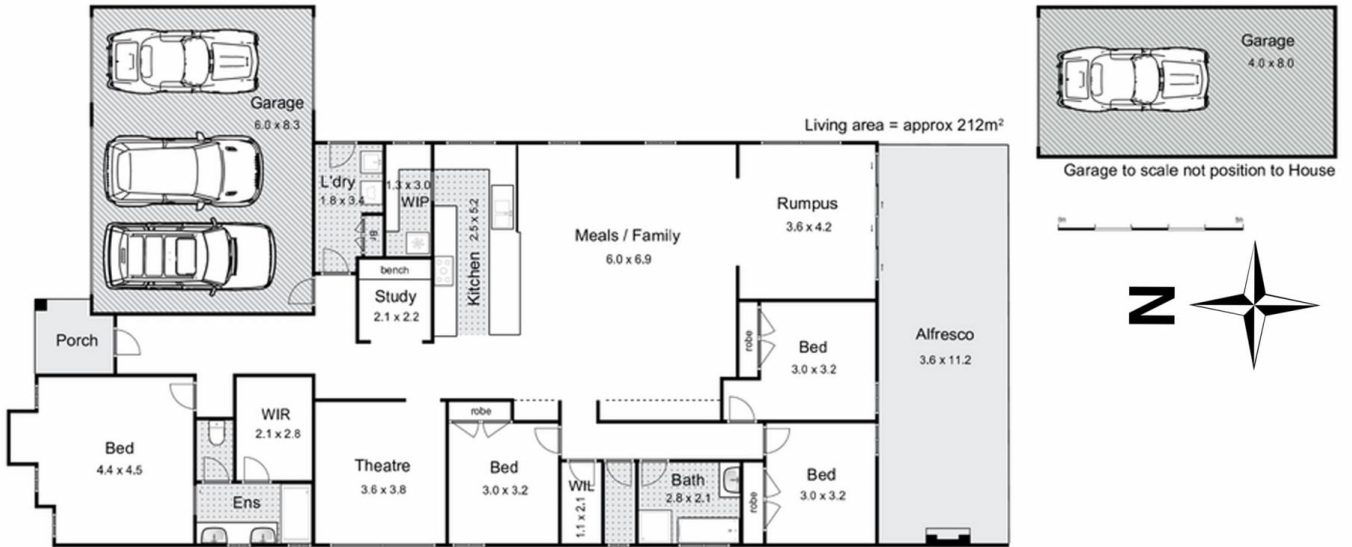 Garage
6.0 x 8.3
Garage
4.0 x 8.0
Garage to scale not position to House
Living area = approx 212m²
L'dry
1.8 x 3.4
Br
1.3 x 3.0
WIP
Kitchen 2.5 x 5.2
Meals / Family
6.0 x 6.9
Rumpus
3.6 x 4.2
bench
Study
2.1 x 2.2
Porch
robe
Bed
3.0 x 3.2
Alfresco
3.6 x 11.2
N
Bed
4.4 x 4.5
WIR
2.1 x 2.8
Ens
Theatre
3.6 x 3.8
robe
Bed
3.0 x 3.2
WIL
1.1 x 2.1
Bath
2.8 x 2.1
robe
Bed
3.0 x 3.2